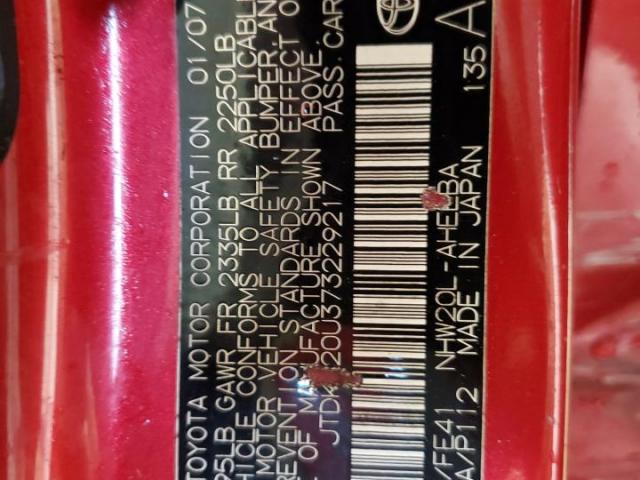 TOYOTA MOTOR CORPORATION 01/07
95LB GAWR FR 2335LB RR 2250LB
HICLE CONFORMS TO ALL APPLICABL
MOTOR VEHICLE SAFETY BUMPER, AN
REVENTION STANDARDS IN EFFECT O
E OF MANUFACTURE SHOWN ABOVE.
20U373229217 PASS. CAR
/FE41 NHW20L-AHEEBA
A/P112 MADE IN JAPAN 135 A